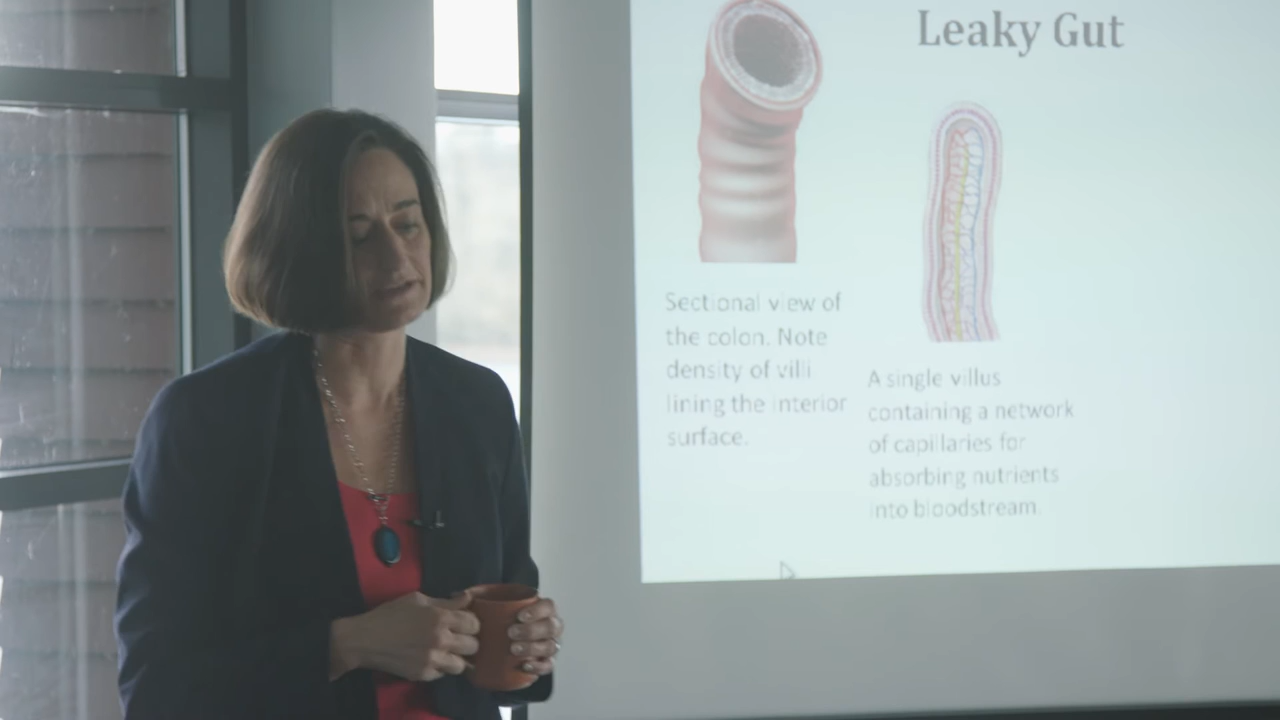 Leaky Gut
Sectional view of
the colon. Note
density of villi
lining the interior
surface.
A single villus
containing a network
of capillaries for
absorbing nutrients
into bloodstream.